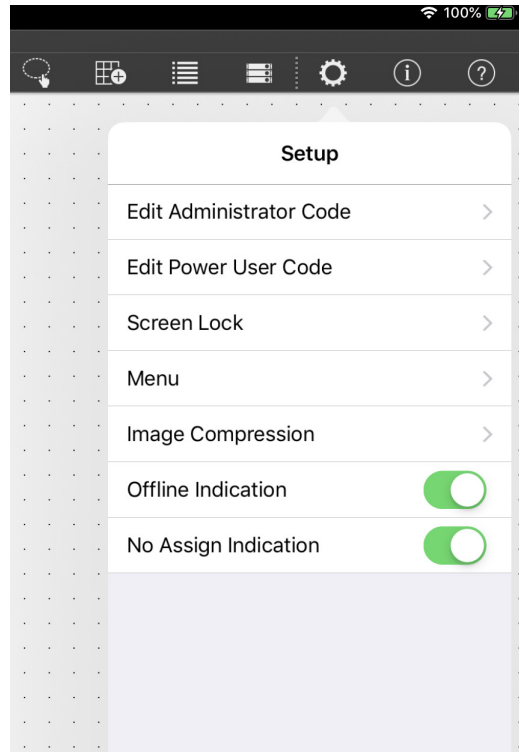 100%
Setup
Edit Administrator Code
Edit Power User Code
Screen Lock
Menu
Image Compression
Offline Indication
No Assign Indication